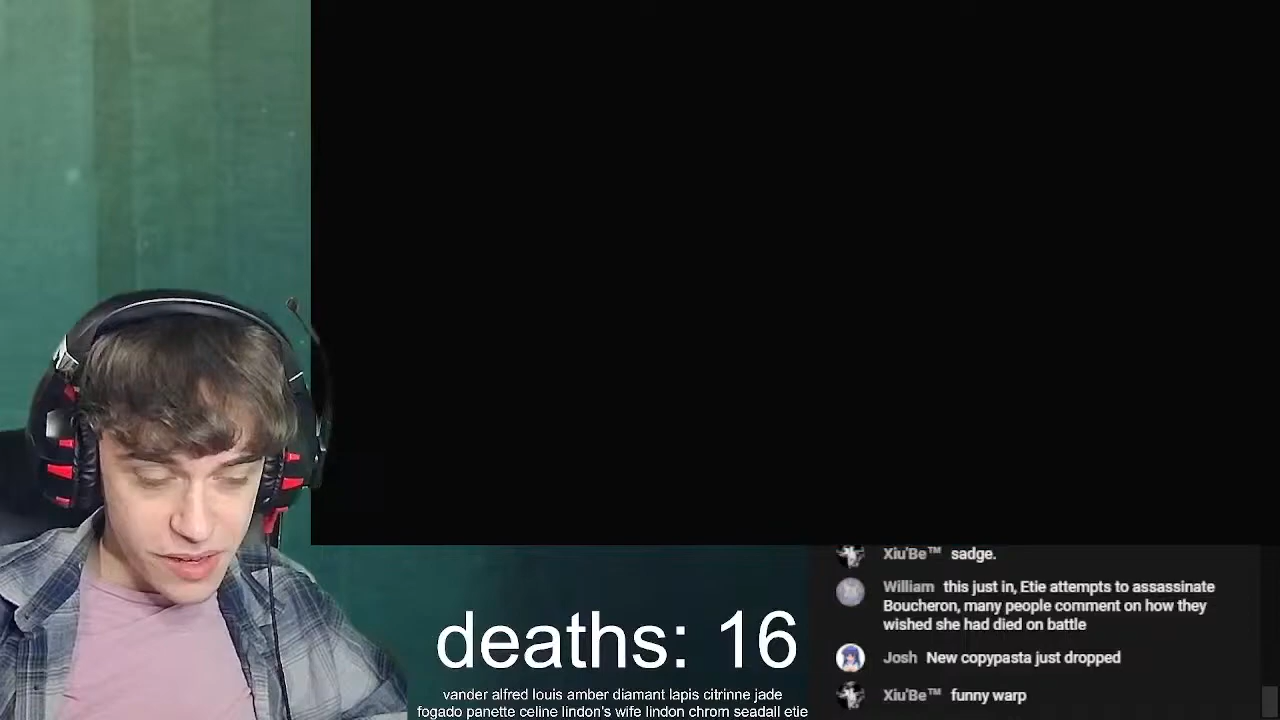 deaths: 16
vander alfred louis amber diamant lapis citrinne jade
fogado panette celine lindon's wife lindon chrom seadall etie
Xiu'Be™ sadge.
William this just in, Etie attempts to assassinate
Boucheron, many people comment on how they
wished she had died on battle
Josh New copypasta just dropped
Xiu'Be™ funny warp